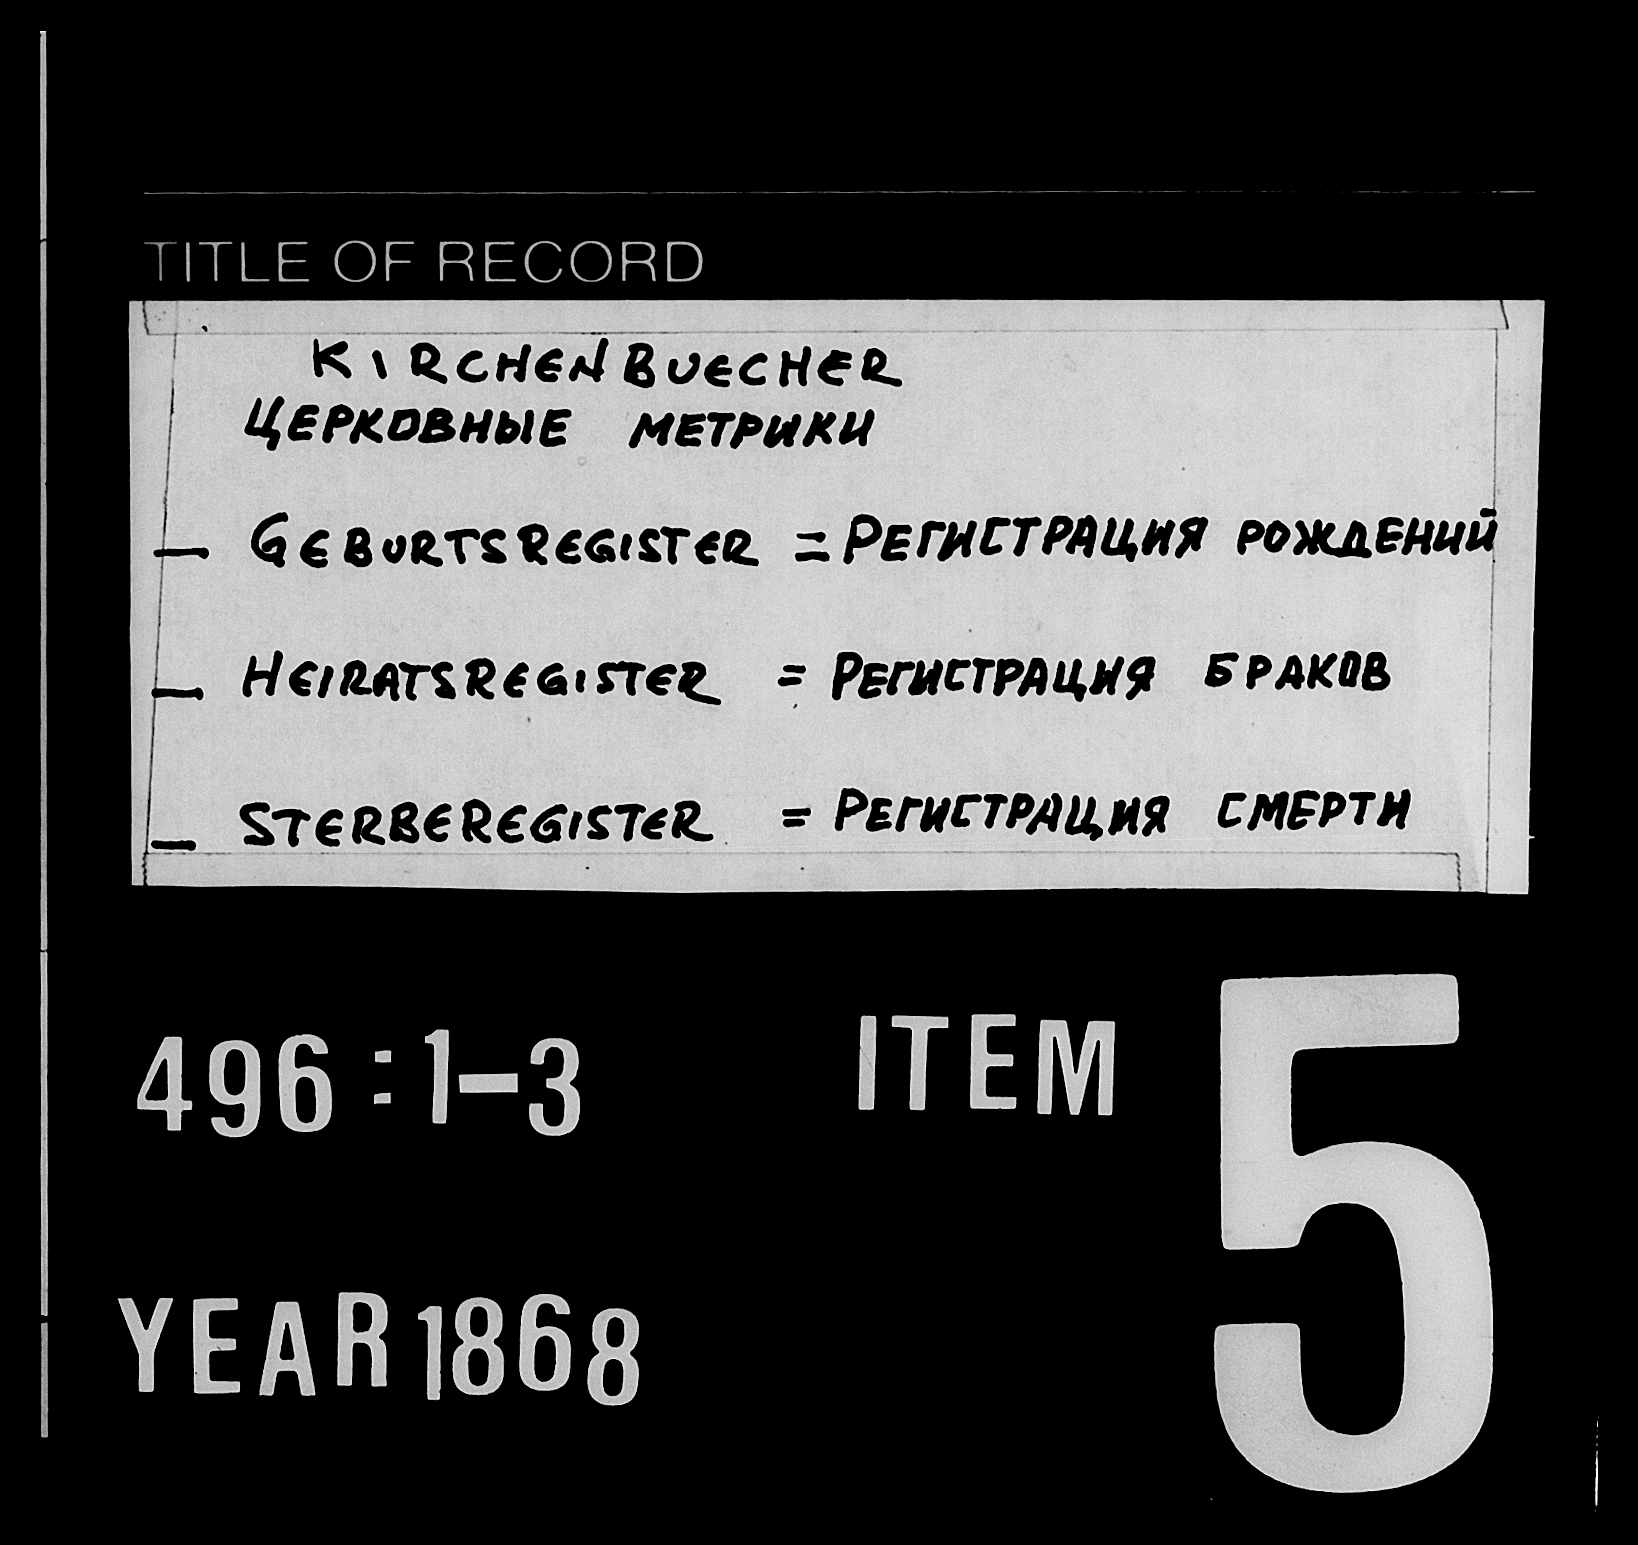 TITLE OF RECORD
KIRCHENBUECHER
ЦЕРКОВНЫЕ МЕТРИКИ
— GEBURTSREGISTER = РЕГИСТРАЦИЯ РОЖДЕНИЙ
— HEIRATSREGISTER = РЕГИСТРАЦИЯ БРАКОВ
— STERBEREGISTER = РЕГИСТРАЦИЯ СМЕРТИ
496:1-3 ITEM 5
YEAR 1868